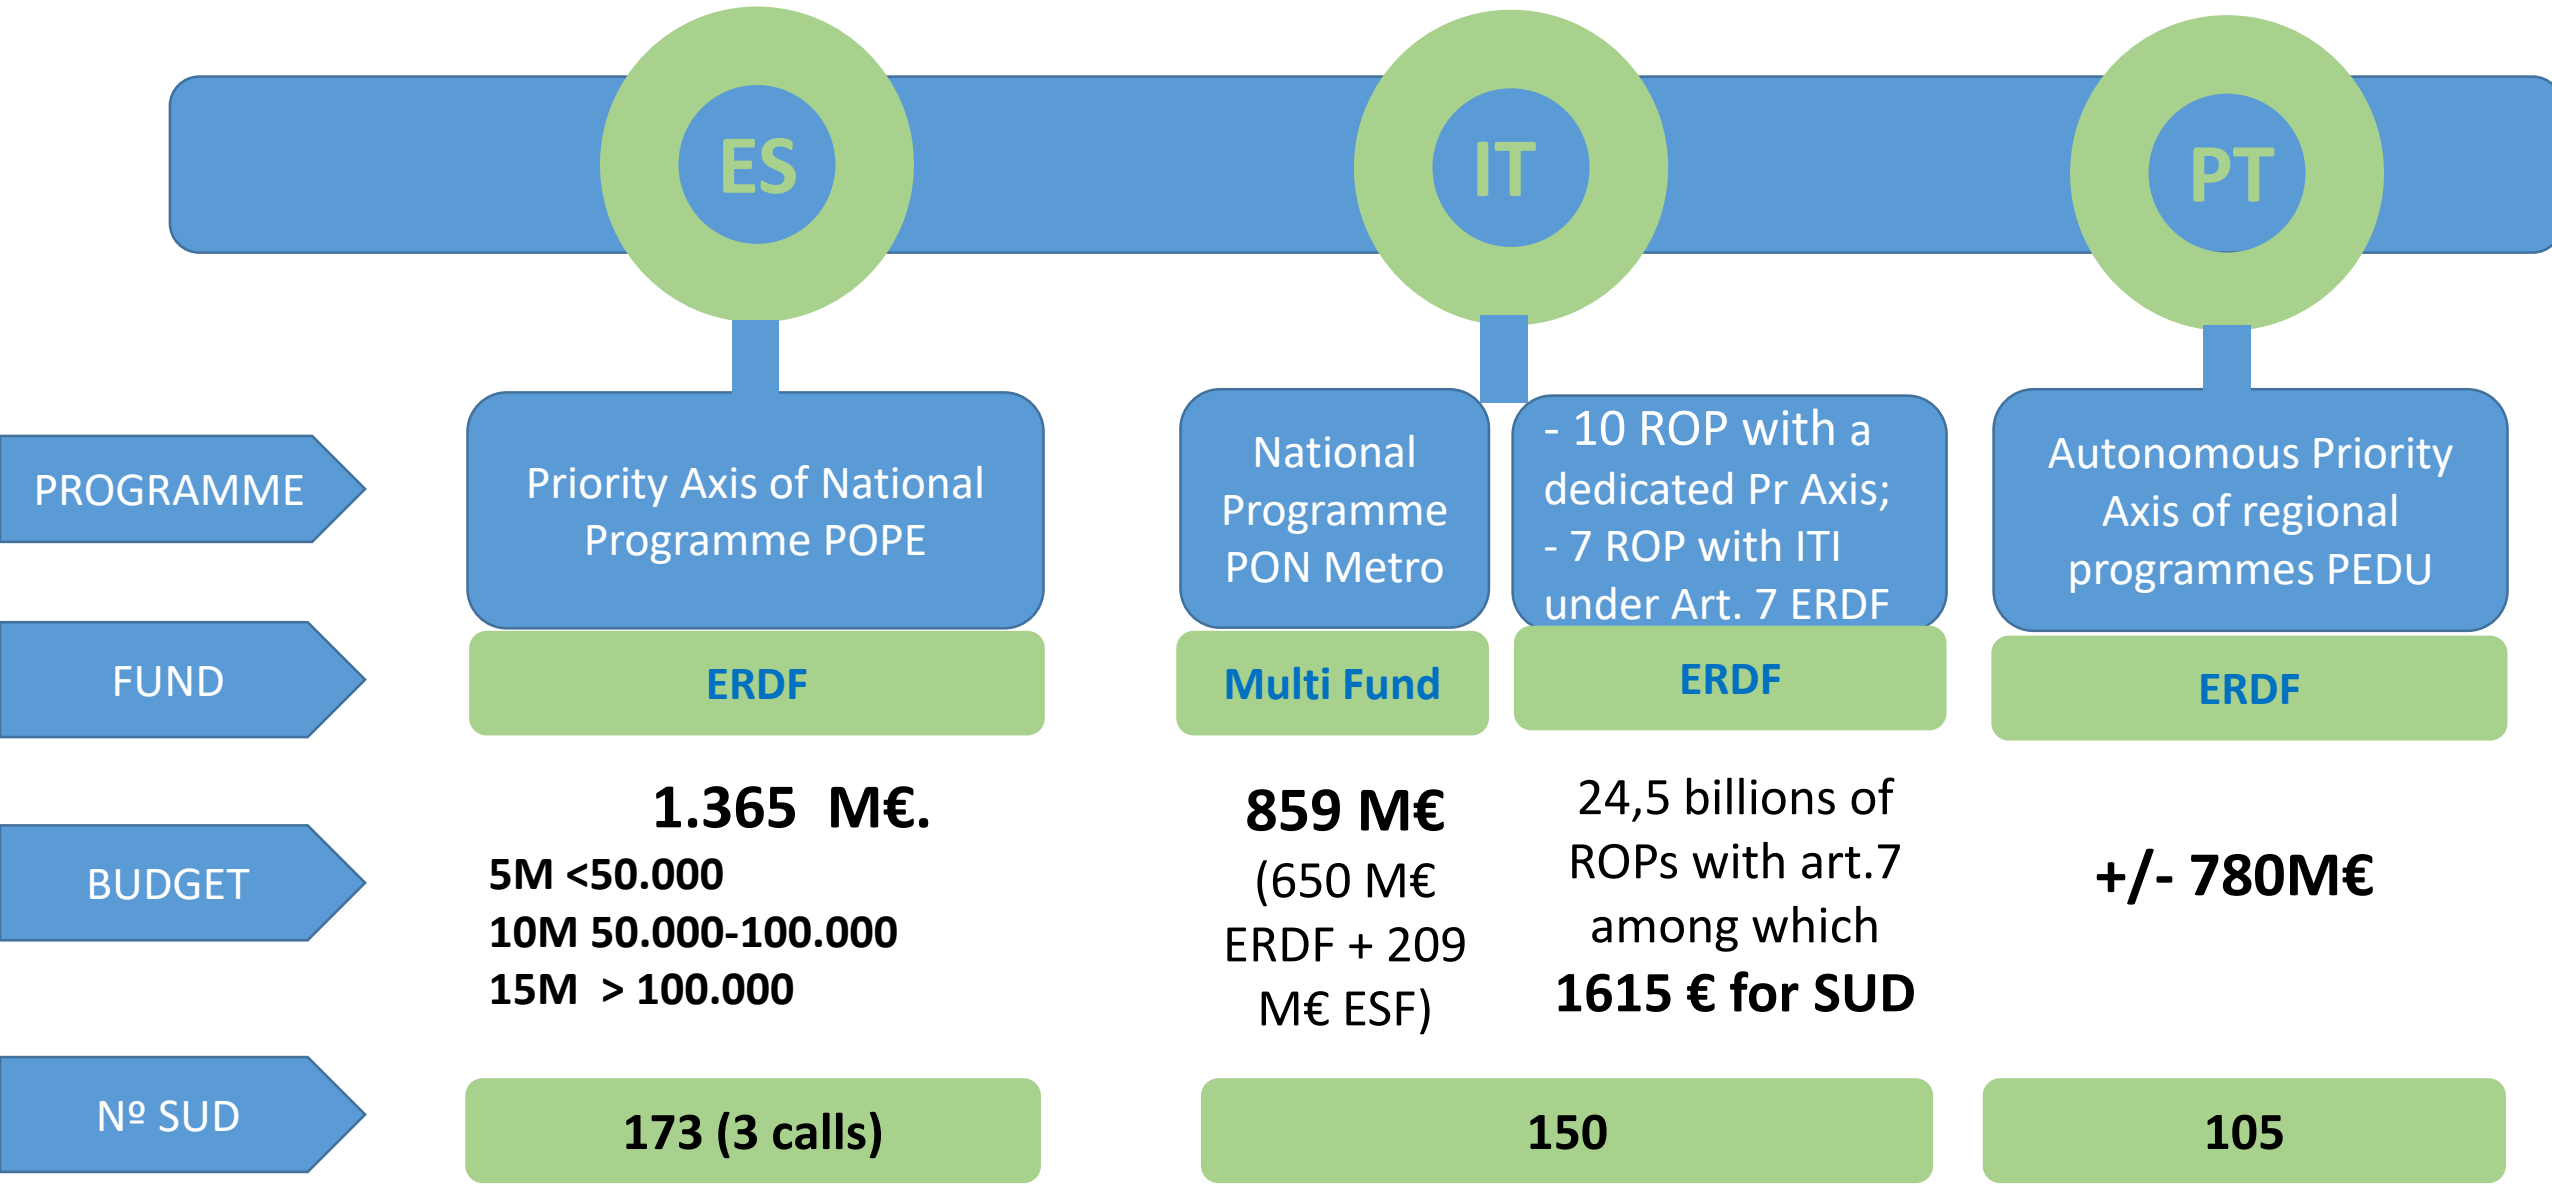 ES
IT
PT
PROGRAMME
Priority Axis of National
Programme POPE
National
Programme
PON Metro
- 10 ROP with a
dedicated Pr Axis;
- 7 ROP with ITI
under Art. 7 ERDF
Autonomous Priority
Axis of regional
programmes PEDU
FUND
ERDF
Multi Fund
ERDF
ERDF
BUDGET
1.365 M€.
5M <50.000
10M 50.000-100.000
15M > 100.000
859 M€
(650 M€
ERDF + 209
M€ ESF)
24,5 billions of
ROPs with art.7
among which
1615 € for SUD
+/- 780M€
Nº SUD
173 (3 calls)
150
105